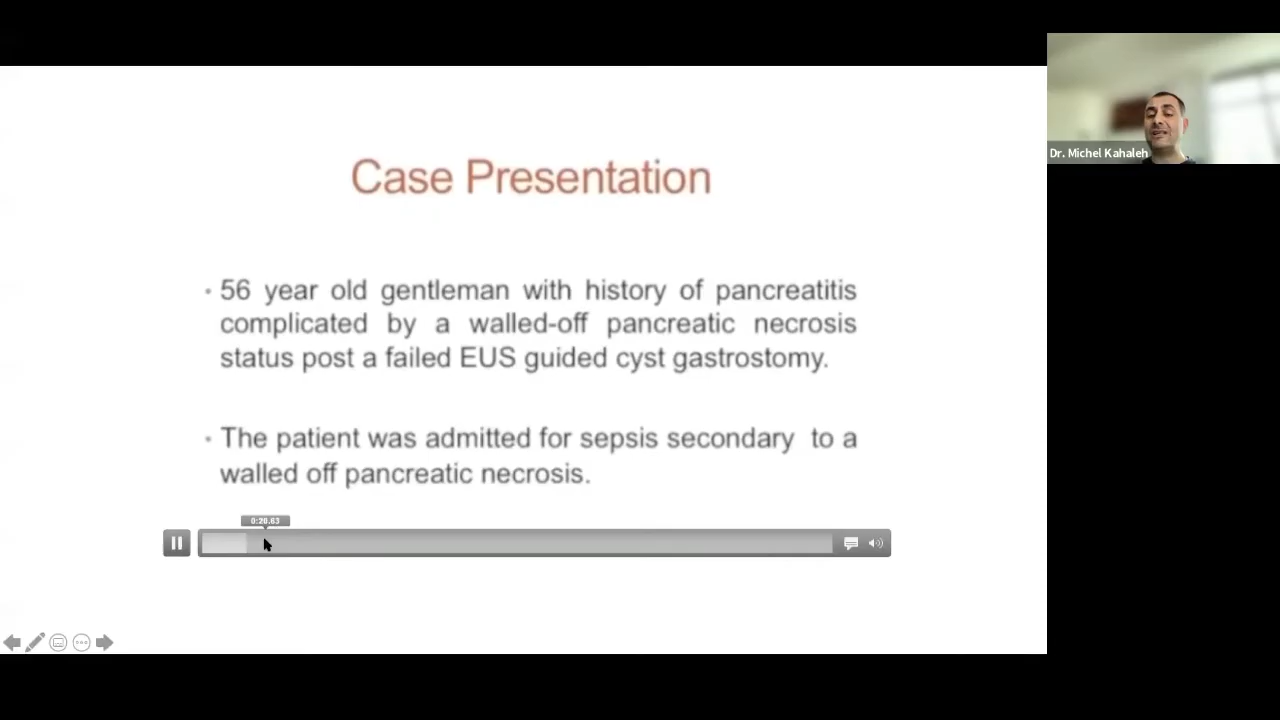 Case Presentation
• 56 year old gentleman with history of pancreatitis
complicated by a walled-off pancreatic necrosis
status post a failed EUS guided cyst gastrostomy.
• The patient was admitted for sepsis secondary to a
walled off pancreatic necrosis.
0:20.63
Dr. Michel Kahaleh